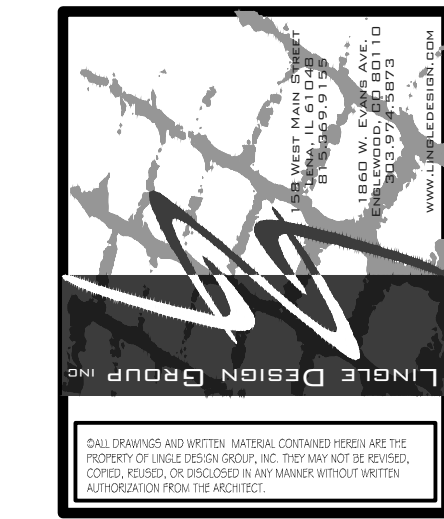 158 WEST MAIN STREET
LENA, IL 61048
815.369.9155
1860 W. EVANS AVE.
ENGLEWOOD, CO 80110
303.974.5873
WWW.LINGLEDESIGN.COM
LINGLE DESIGN GROUP INC
©ALL DRAWINGS AND WRITTEN MATERIAL CONTAINED HEREIN ARE THE
PROPERTY OF LINGLE DESIGN GROUP, INC. THEY MAY NOT BE REVISED,
COPIED, REUSED, OR DISCLOSED IN ANY MANNER WITHOUT WRITTEN
AUTHORIZATION FROM THE ARCHITECT.